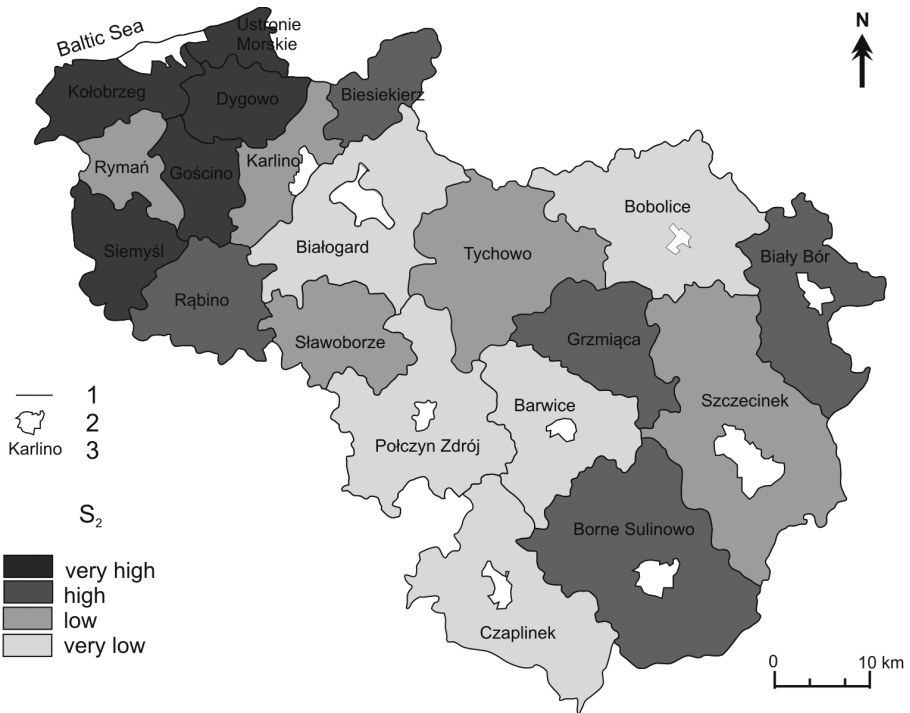 Baltic Sea
Ustronie
Morskie
N
Kołobrzeg
Dygowo
Biesiekierz
Rymań
Gościno
Karlino
Siemyśl
Białogard
Bobolice
Tychowo
Biały Bór
Rąbino
Sławoborze
Grzmiąca
Szczecinek
Barwice
Połczyn Zdrój
1
2
Karlino 3
S₂
Borne Sulinowo
very high
high
low
very low
Czaplinek
0 10 km